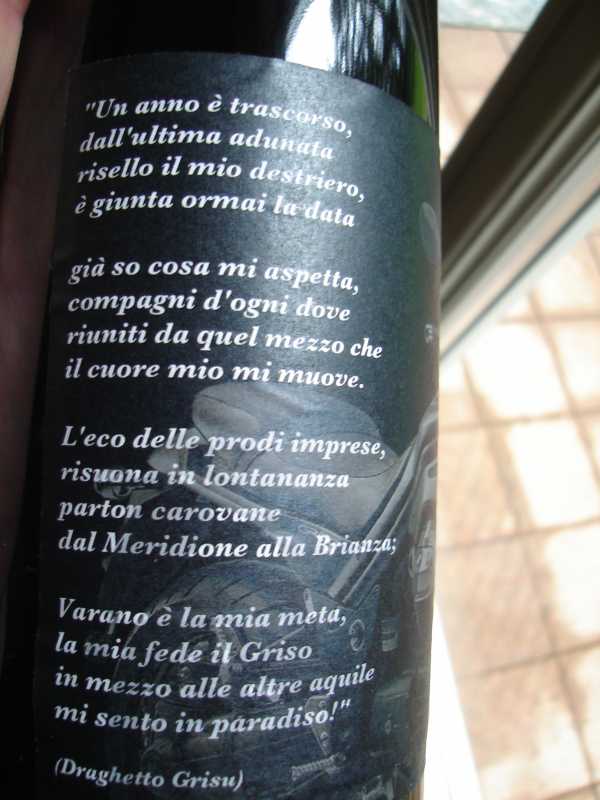 "Un anno è trascorso,
dall'ultima adunata
risello il mio destriero,
è giunta ormai la data
già so cosa mi aspetta,
compagni d'ogni dove
riuniti da quel mezzo che
il cuore mio mi muove.
L'eco delle prodi imprese,
risuona in lontananza
parton carovane
dal Meridione alla Brianza;
Varano è la mia meta,
la mia fede il Griso
in mezzo alle altre aquile
mi sento in paradiso!"
(Draghetto Grisu)